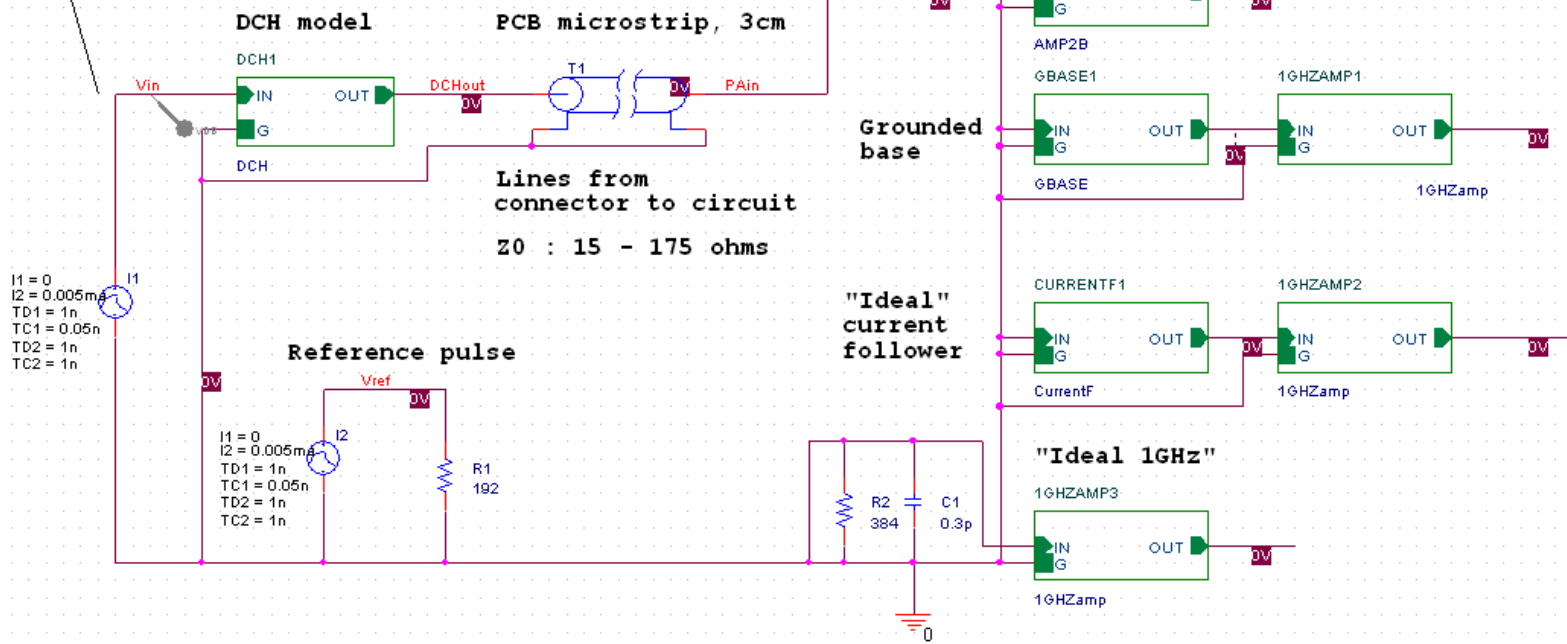 DCH model
PCB microstrip, 3cm
0V
0V
G
AMP2B
DCH1
T1
GBASE1
1GHZAMP1
Vin
IN
OUT
DCHout
0V
0V
PAin
G
DCH
Grounded
base
IN
OUT
G
0V
IN
OUT
G
0V
GBASE
1GHZamp
Lines from
connector to circuit
Z0 : 15 - 175 ohms
I1
I1 = 0
I2 = 0.005ma
TD1 = 1n
TC1 = 0.05n
TD2 = 1n
TC2 = 1n
CURRENTF1
1GHZAMP2
"Ideal"
current
follower
IN
OUT
G
0V
IN
OUT
G
0V
CurrentF
1GHZamp
Reference pulse
0V
Vref
0V
I2
I1 = 0
I2 = 0.005ma
TD1 = 1n
TC1 = 0.05n
TD2 = 1n
TC2 = 1n
R1
192
R2
384
C1
0.3p
"Ideal 1GHz"
1GHZAMP3
IN
OUT
G
0V
1GHZamp
0